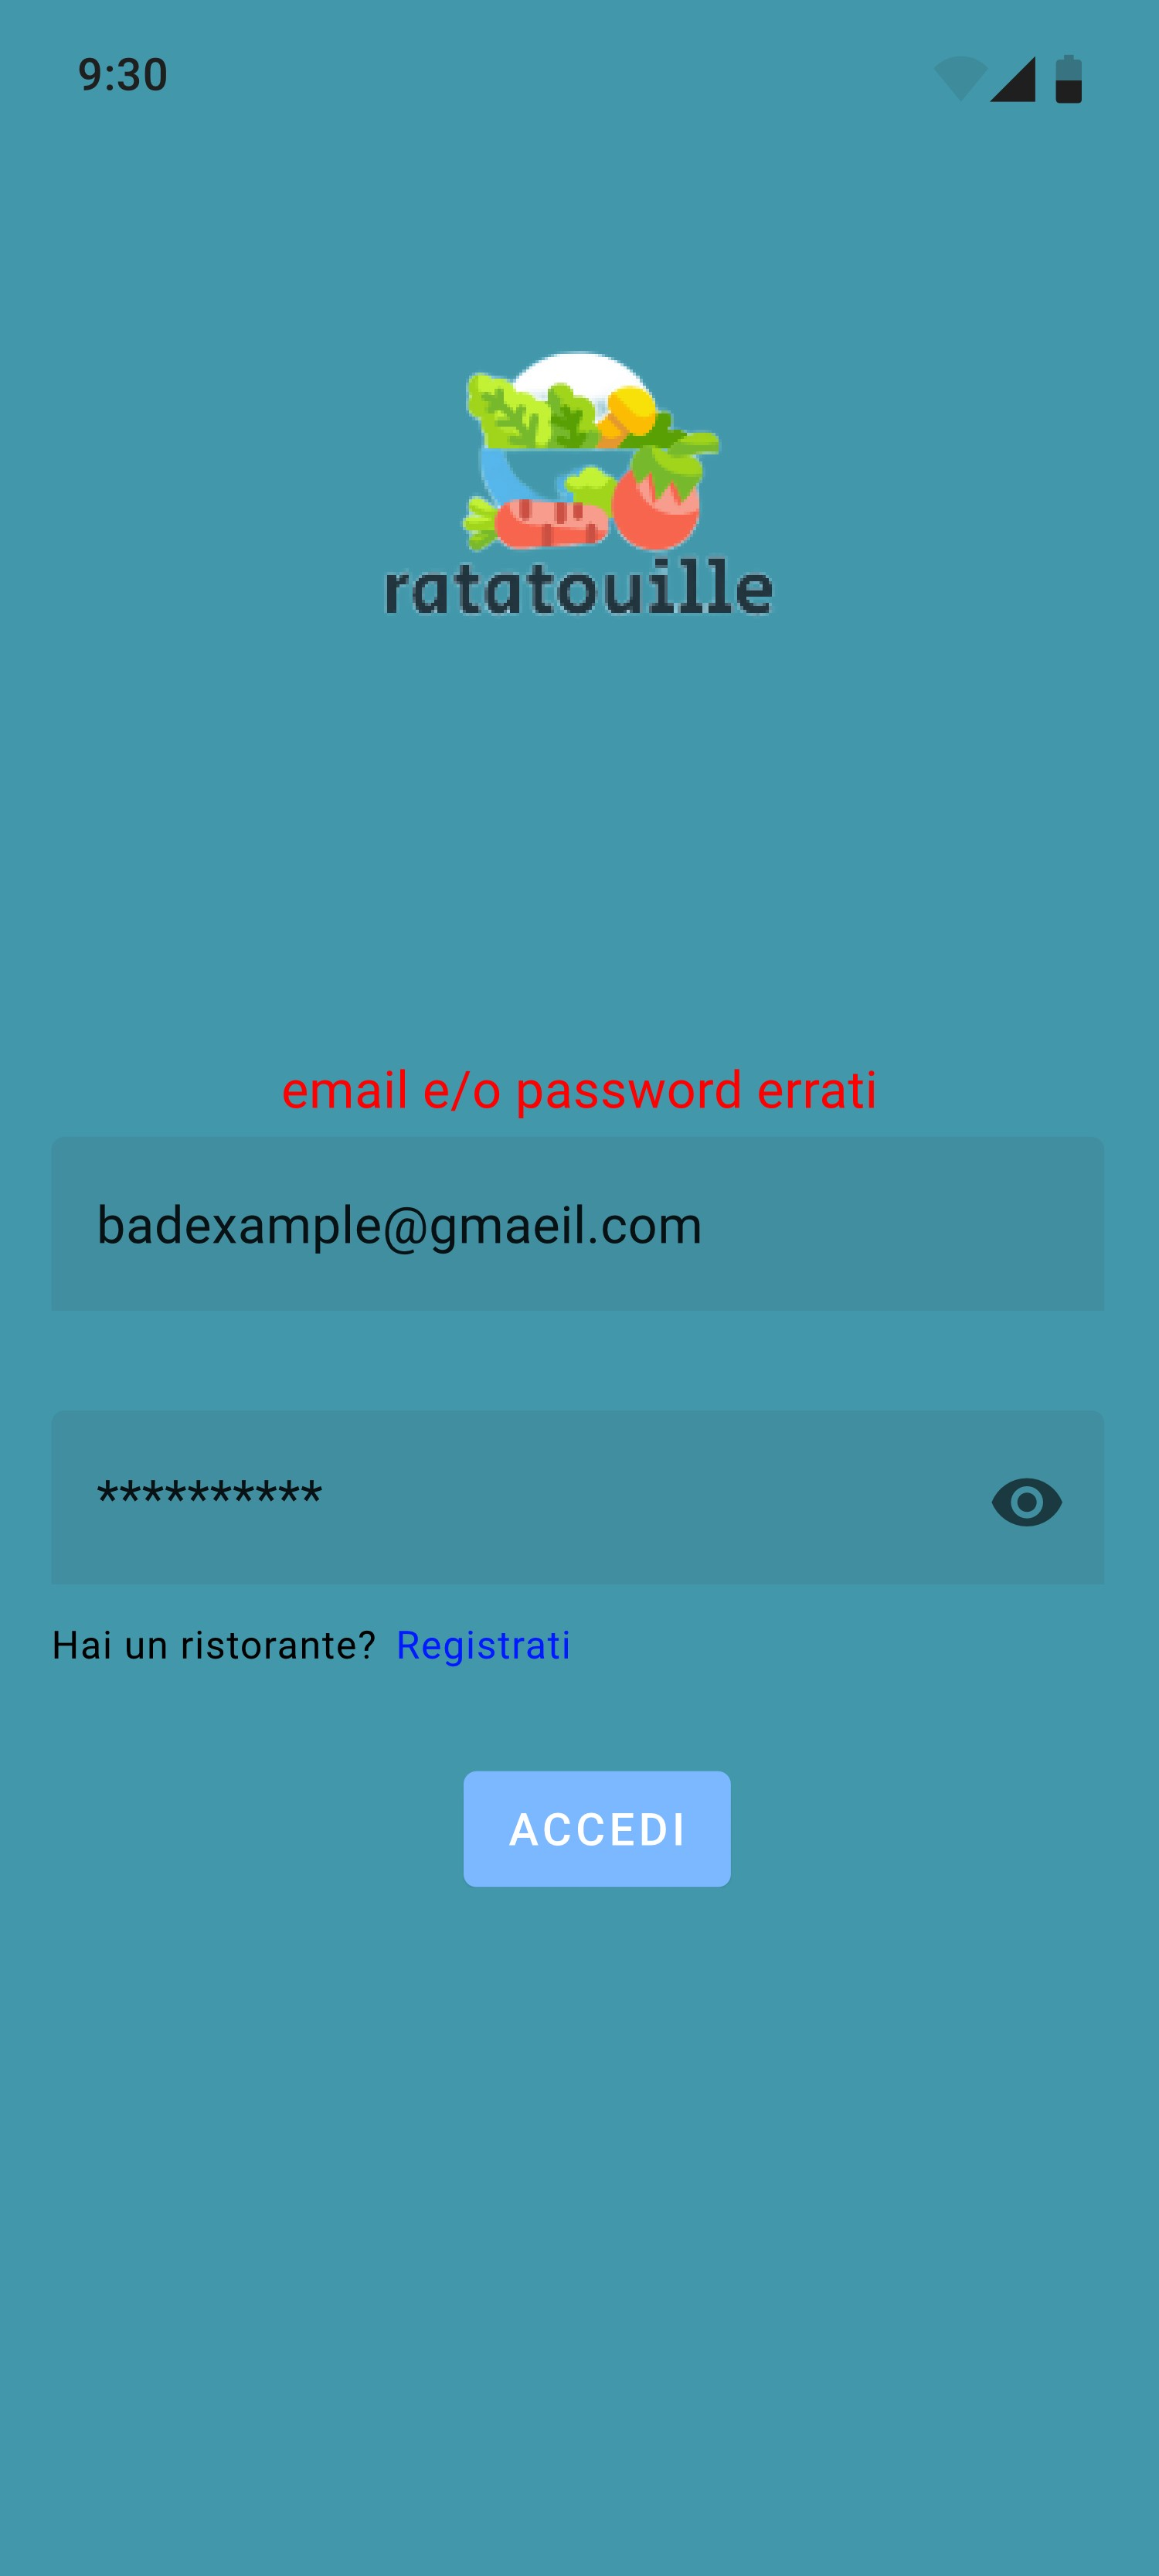 9:30
ratatouille
email e/o password errati
badexample@gmaeil.com
**********
Hai un ristorante? Registrati
ACCEDI